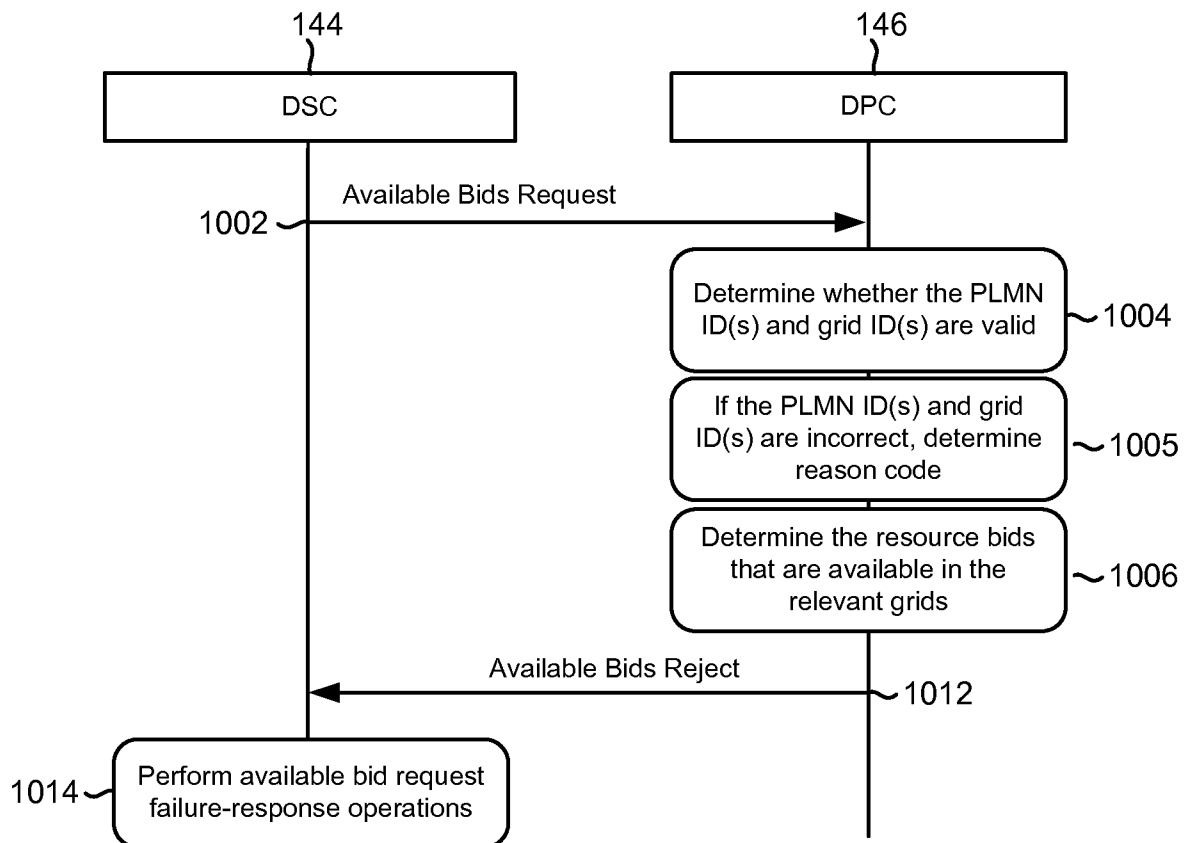 144
146
DSC
DPC
Available Bids Request
1002
Determine whether the PLMN
ID(s) and grid ID(s) are valid
1004
If the PLMN ID(s) and grid
ID(s) are incorrect, determine
reason code
1005
Determine the resource bids
that are available in the
relevant grids
1006
Available Bids Reject
1012
Perform available bid request
failure-response operations
1014